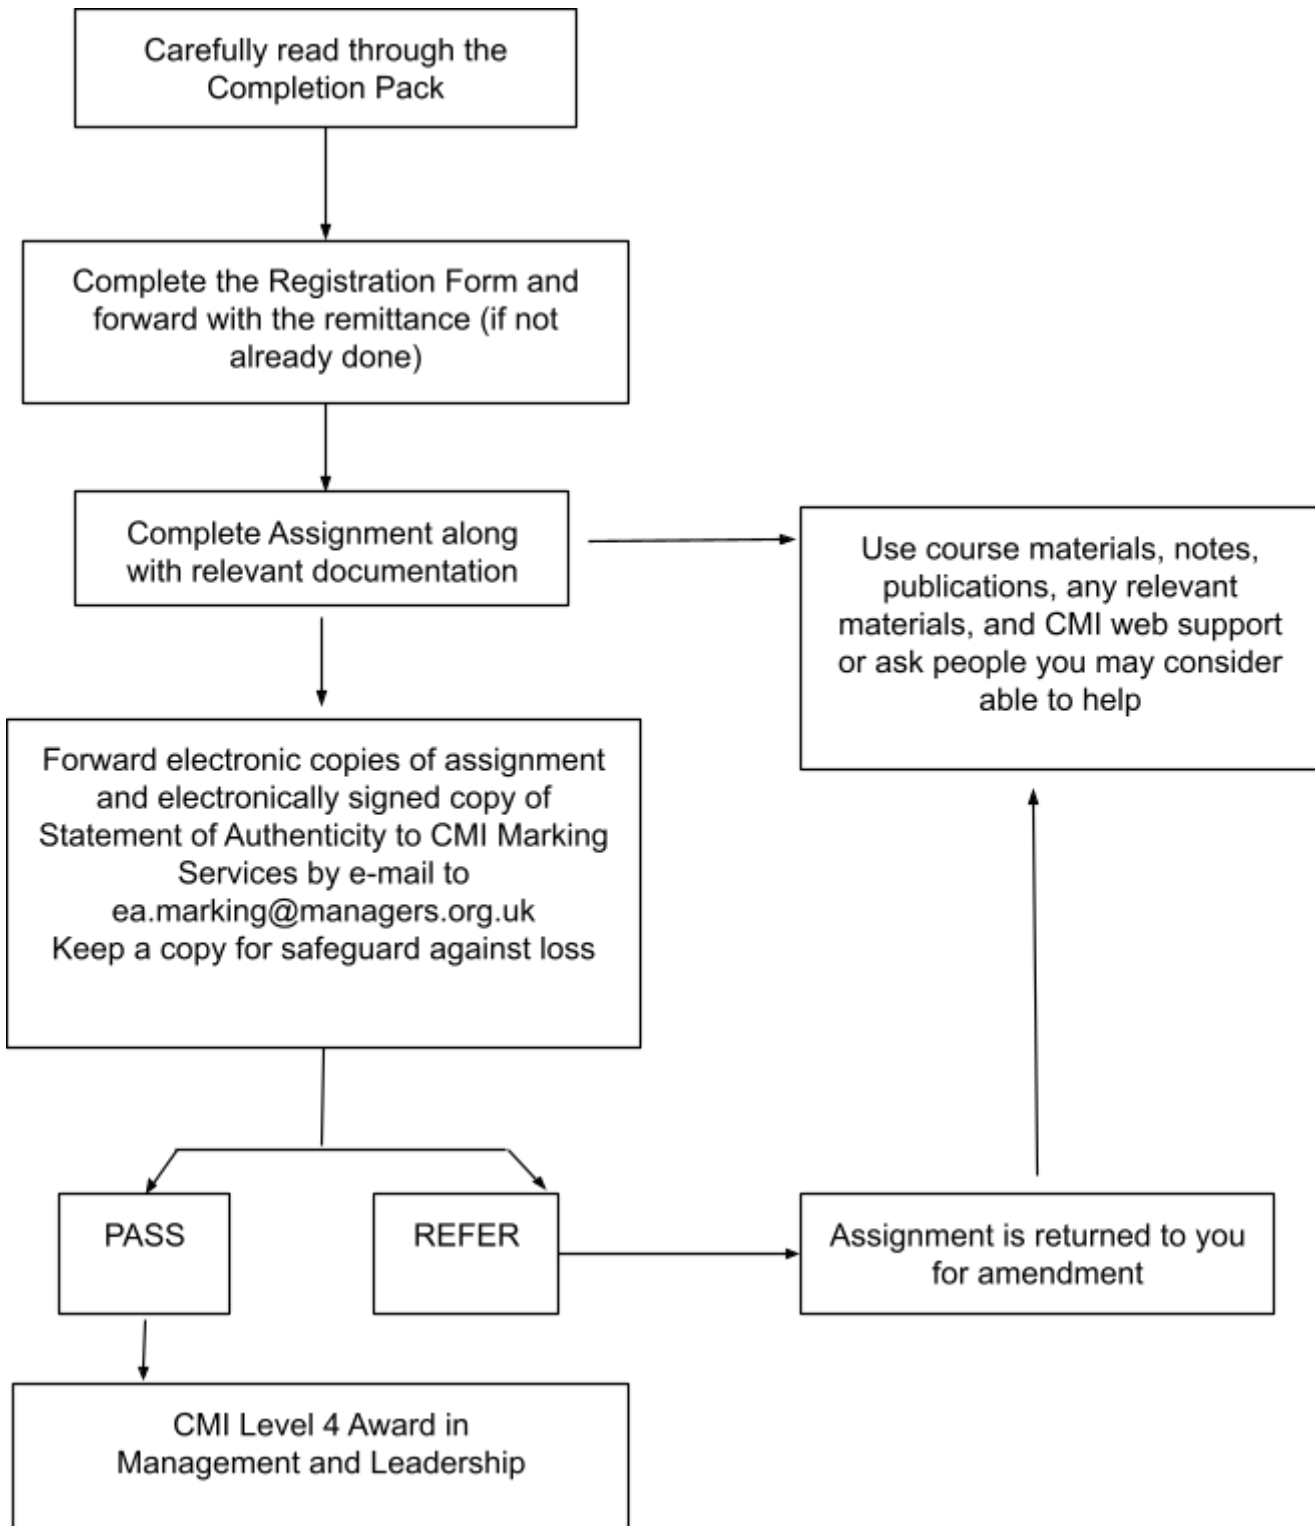 Carefully read through the
Completion Pack
Complete the Registration Form and
forward with the remittance (if not
already done)
Complete Assignment along
with relevant documentation
Use course materials, notes,
publications, any relevant
materials, and CMI web support
or ask people you may consider
able to help
Forward electronic copies of assignment
and electronically signed copy of
Statement of Authenticity to CMI Marking
Services by e-mail to
ea.marking@managers.org.uk
Keep a copy for safeguard against loss
PASS
REFER
Assignment is returned to you
for amendment
CMI Level 4 Award in
Management and Leadership